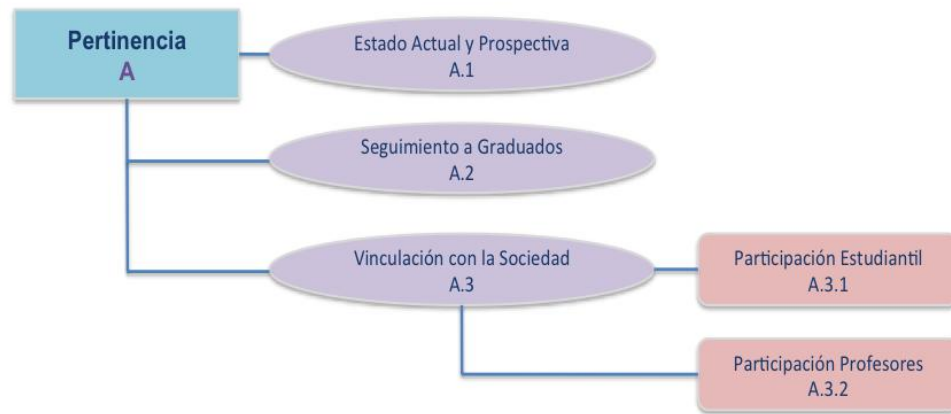 Pertinencia
A
Estado Actual y Prospectiva
A.1
Seguimiento a Graduados
A.2
Vinculación con la Sociedad
A.3
Participación Estudiantil
A.3.1
Participación Profesores
A.3.2